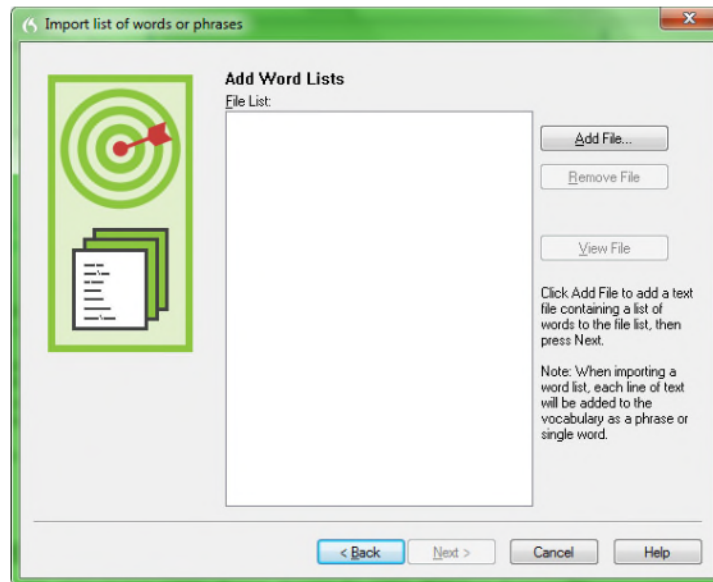 Import list of words or phrases
Add Word Lists
File List:
Add File...
Remove File
View File
Click Add File to add a text
file containing a list of
words to the file list, then
press Next.
Note: When importing a
word list, each line of text
will be added to the
vocabulary as a phrase or
single word.
< Back
Next >
Cancel
Help